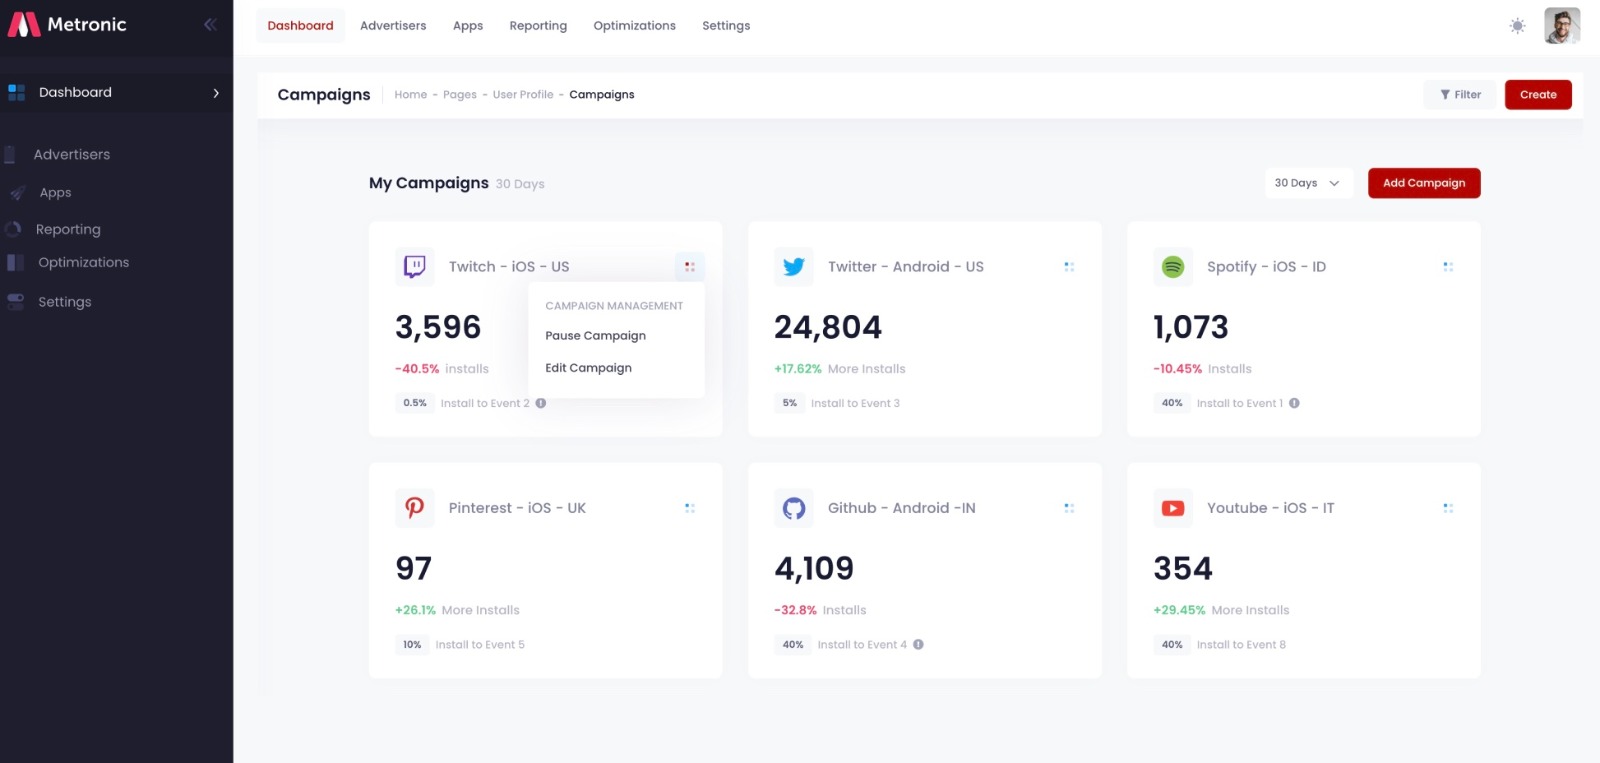 Metronic
Dashboard
Advertisers
Apps
Reporting
Optimizations
Settings
Dashboard Advertisers Apps Reporting Optimizations Settings
Campaigns Home - Pages - User Profile - Campaigns Filter Create
My Campaigns 30 Days 30 Days Add Campaign
Twitch - iOS - US
CAMPAIGN MANAGEMENT
Pause Campaign
Edit Campaign
3,596
-40.5% installs
0.5% Install to Event 2
Twitter - Android - US
24,804
+17.62% More Installs
5% Install to Event 3
Spotify - iOS - ID
1,073
-10.45% Installs
40% Install to Event 1
Pinterest - iOS - UK
97
+26.1% More Installs
10% Install to Event 5
Github - Android -IN
4,109
-32.8% Installs
40% Install to Event 4
Youtube - iOS - IT
354
+29.45% More Installs
40% Install to Event 8